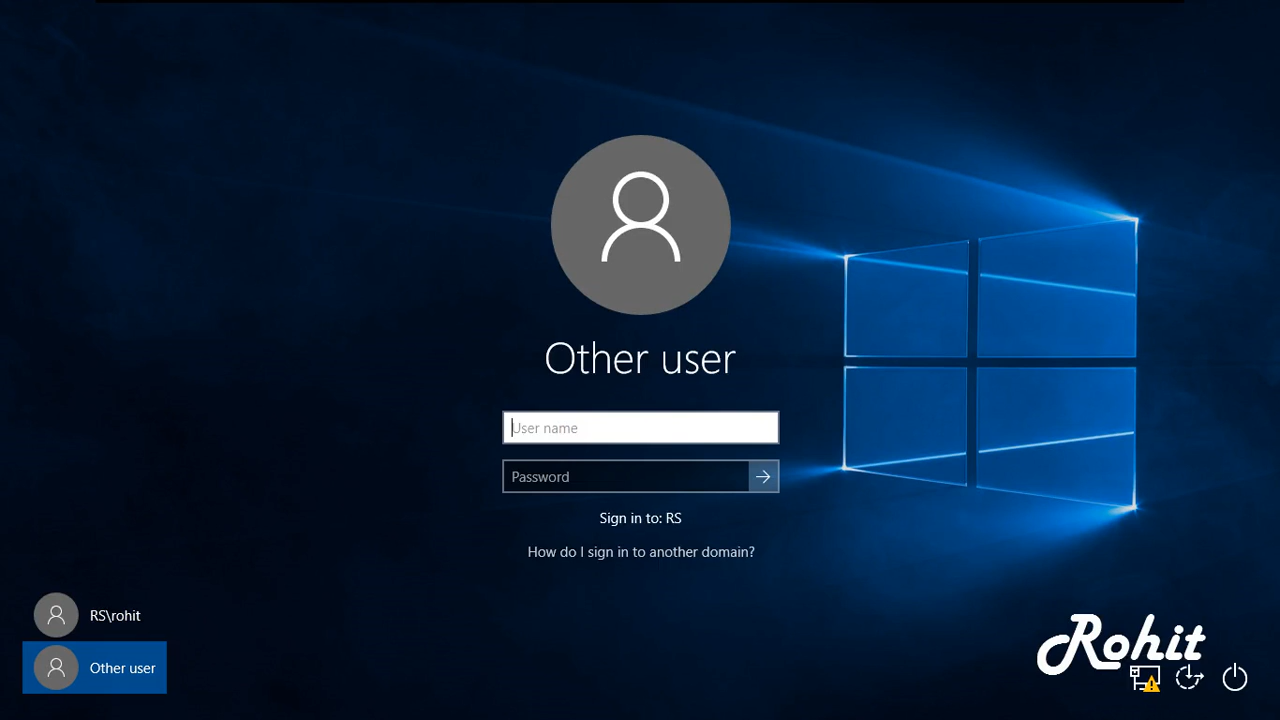 Other user
User name
Password
Sign in to: RS
How do I sign in to another domain?
RS\rohit
Other user
Rohit